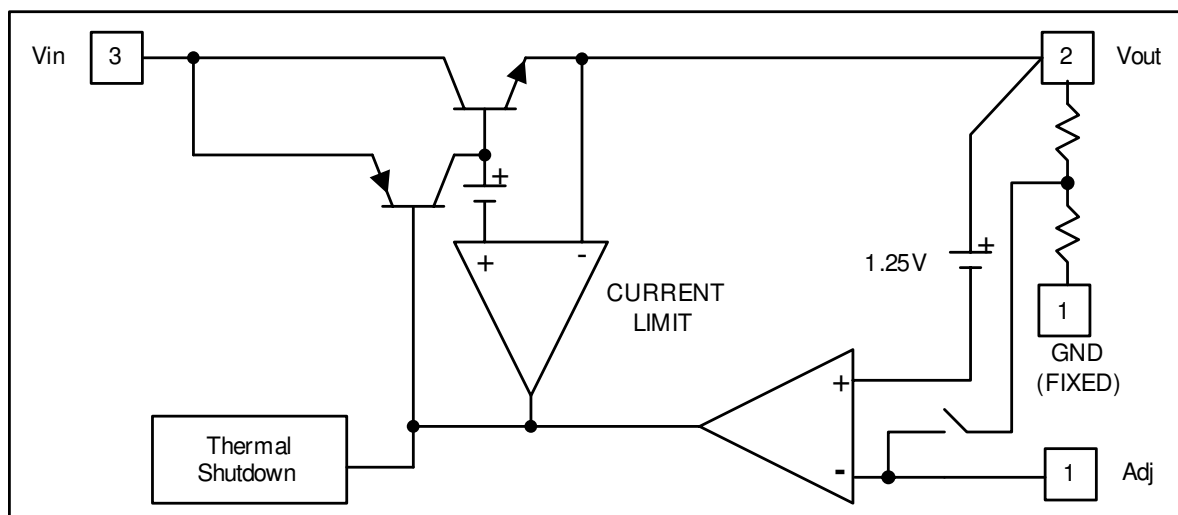 Vin
3
2
Vout
+
+
-
CURRENT
LIMIT
1.25V
+
1
GND
(FIXED)
+
-
Thermal
Shutdown
1
Adj